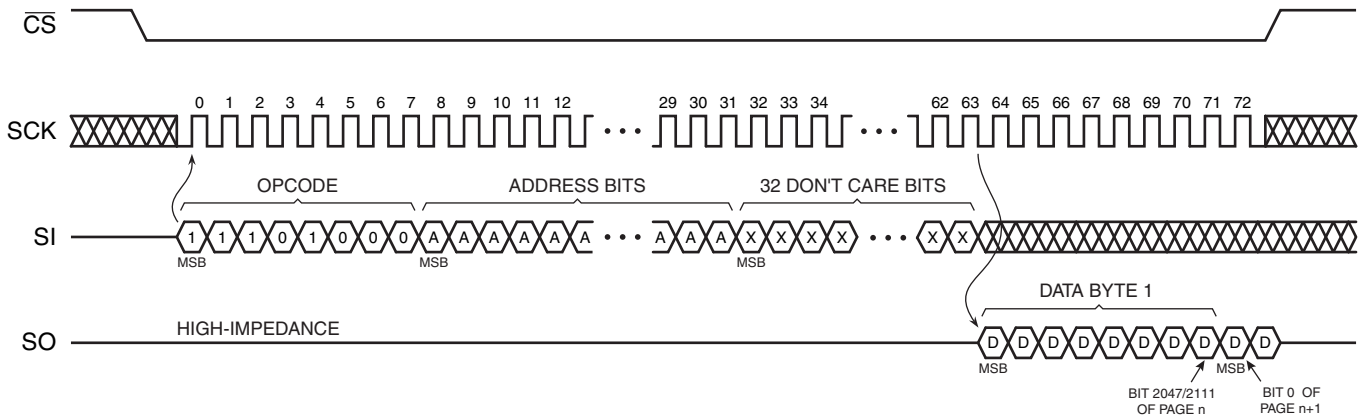 CS
0 1 2 3 4 5 6 7 8 9 10 11 12 29 30 31 32 33 34 62 63 64 65 66 67 68 69 70 71 72
SCK • • • • • •
OPCODE ADDRESS BITS 32 DON'T CARE BITS
SI 1 1 1 0 1 0 0 0 A A A A A A • • • A A A X X X X • • • X X
MSB MSB MSB
DATA BYTE 1
HIGH-IMPEDANCE
SO D D D D D D D D D D
MSB MSB
BIT 2047/2111
OF PAGE n
BIT 0 OF
PAGE n+1